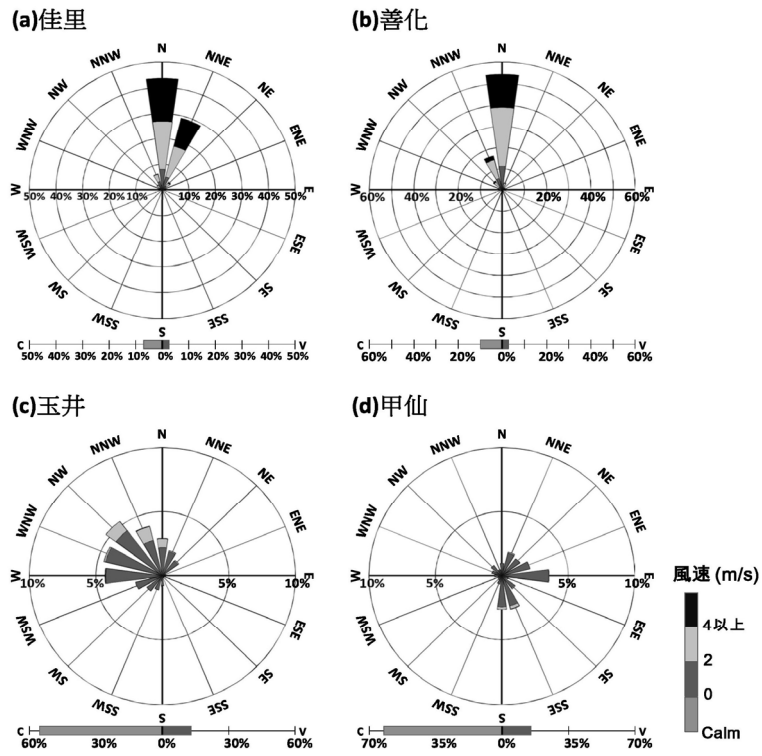 (a)佳里
N
NNE
NE
ENE
E
ESE
SE
SSE
S
SSW
SW
WSW
W
WNW
NW
NNW
50% 40% 30% 20% 10% 10% 20% 30% 40% 50%
C V
50% 40% 30% 20% 10% 0% 10% 20% 30% 40% 50%
(b)善化
N
NNE
NE
ENE
E
ESE
SE
SSE
S
SSW
SW
WSW
W
WNW
NW
NNW
60% 40% 20% 20% 40% 60%
C V
60% 40% 20% 0% 20% 40% 60%
(c)玉井
N
NNE
NE
ENE
E
ESE
SE
SSE
S
SSW
SW
WSW
W
WNW
NW
NNW
10% 5% 5% 10%
C V
60% 30% 0% 30% 60%
(d)甲仙
N
NNE
NE
ENE
E
ESE
SE
SSE
S
SSW
SW
WSW
W
WNW
NW
NNW
10% 5% 5% 10%
C V
70% 35% 0% 35% 70%
風速 (m/s)
4以上
2
0
Calm